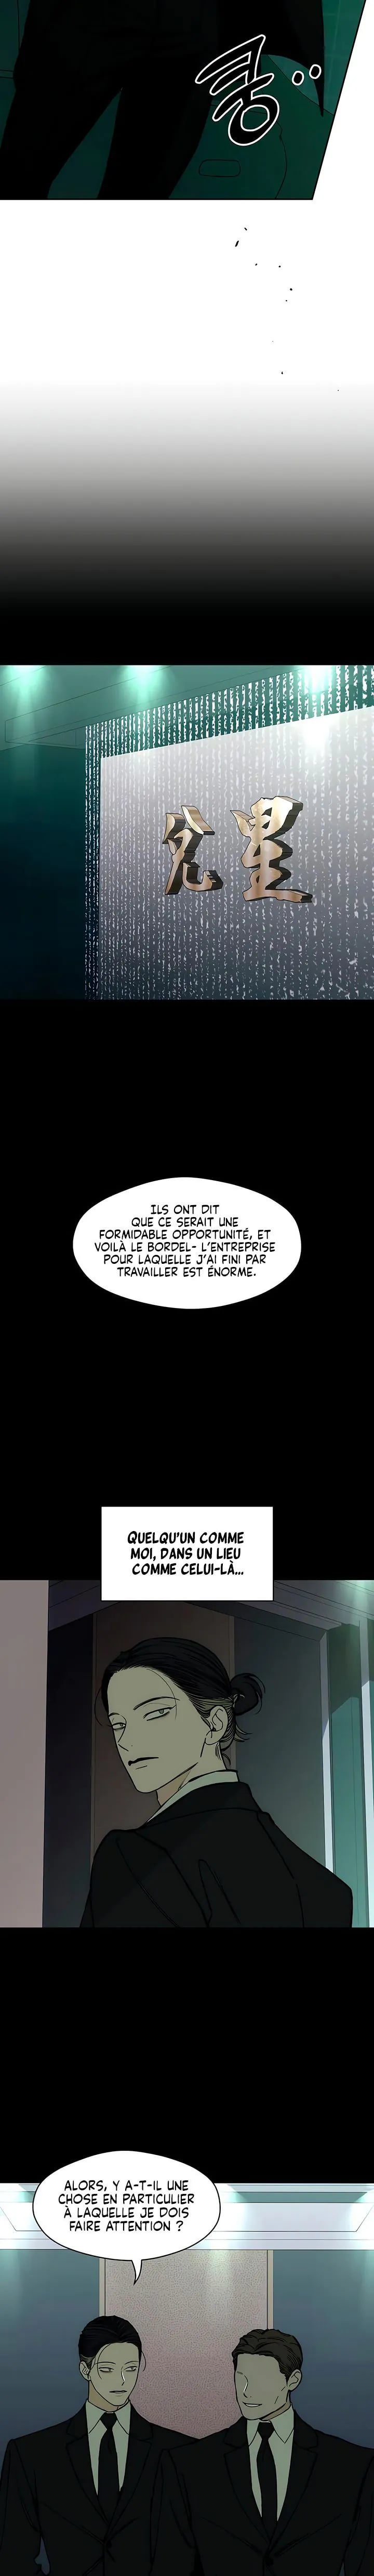 쿵
兌星
ILS ONT DIT
QUE CE SERAIT UNE
FORMIDABLE OPPORTUNITÉ, ET
VOILÀ LE BORDEL- L'ENTREPRISE
POUR LAQUELLE J'AI FINI PAR
TRAVAILLER EST ÉNORME.
QUELQU'UN COMME
MOI, DANS UN LIEU
COMME CELUI-LÀ...
ALORS, Y A-T-IL UNE
CHOSE EN PARTICULIER
À LAQUELLE JE DOIS
FAIRE ATTENTION ?